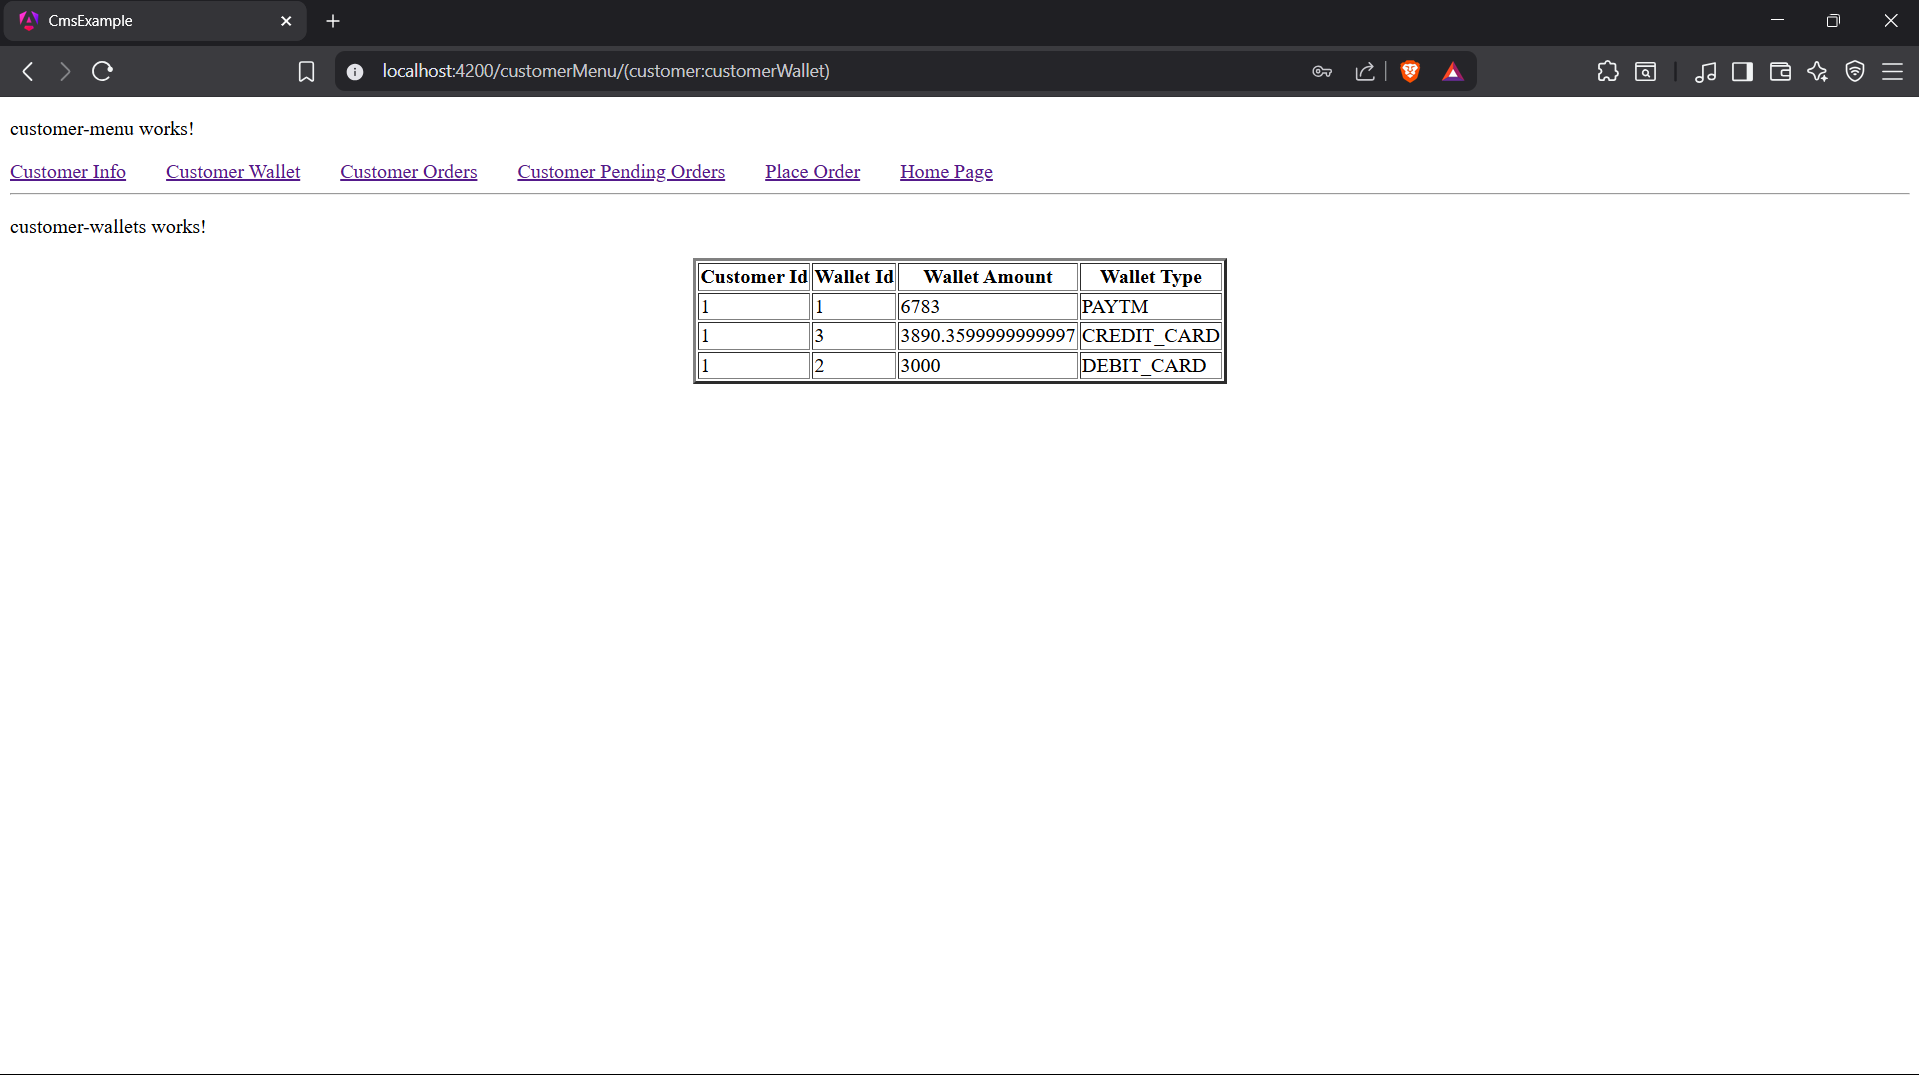 CmsExample
localhost:4200/customerMenu/(customer:customerWallet)
customer-menu works!
Customer Info Customer Wallet Customer Orders Customer Pending Orders Place Order Home Page
customer-wallets works!
Customer Id Wallet Id Wallet Amount Wallet Type
1 1 6783 PAYTM
1 3 3890.3599999999997 CREDIT_CARD
1 2 3000 DEBIT_CARD